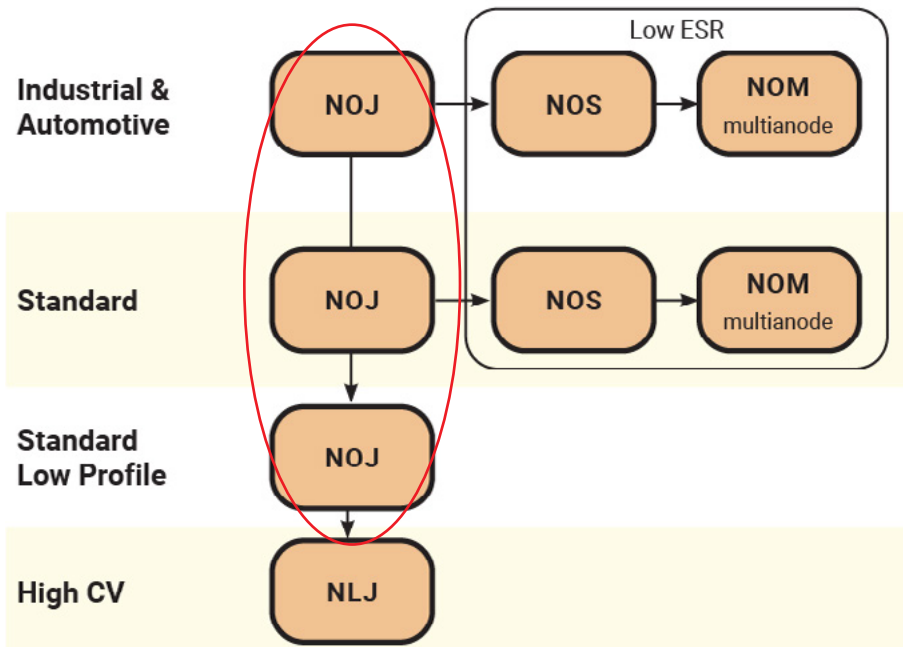 Low ESR
Industrial &
Automotive
NOJ
NOS
NOM
multianode
Standard
NOJ
NOS
NOM
multianode
Standard
Low Profile
NOJ
High CV
NLJ